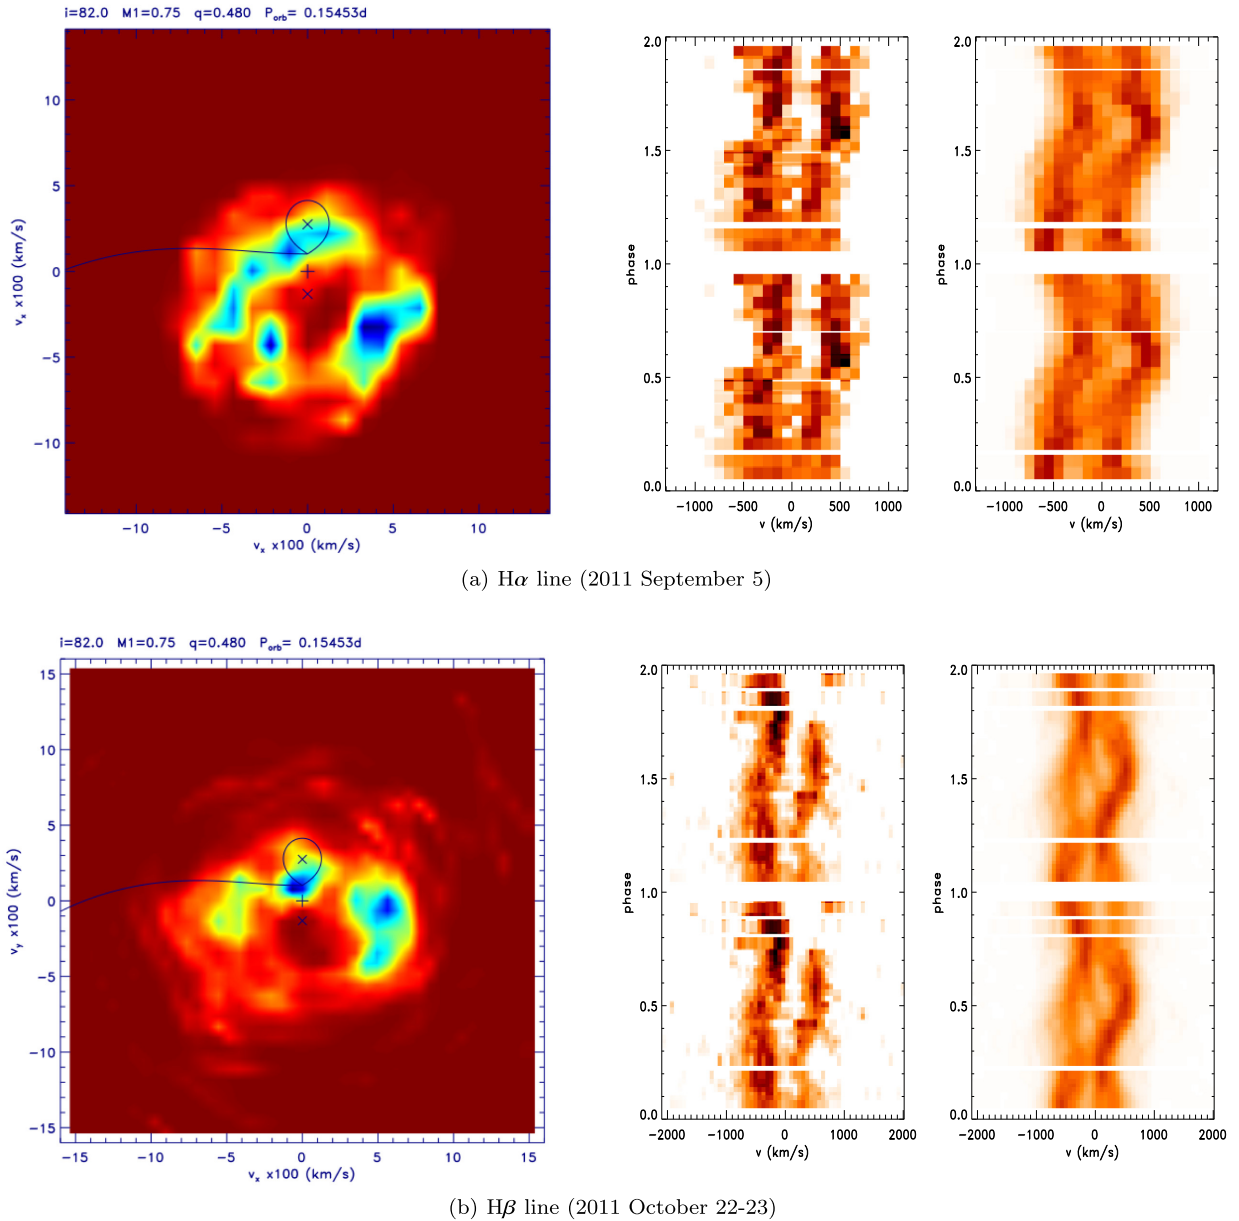 i=82.0 M1=0.75 q=0.480 Porb= 0.15453d
10
5
0
−5
−10
vx x100 (km/s)
−10 −5 0 5 10
vx x100 (km/s)
2.0
1.5
1.0
0.5
0.0
phase
−1000 −500 0 500 1000
v (km/s)
2.0
1.5
1.0
0.5
0.0
phase
−1000 −500 0 500 1000
v (km/s)
(a) Hα line (2011 September 5)
i=82.0 M1=0.75 q=0.480 Porb= 0.15453d
15
10
5
0
−5
−10
−15
vy x100 (km/s)
−15 −10 −5 0 5 10 15
vx x100 (km/s)
2.0
1.5
1.0
0.5
0.0
phase
−2000 −1000 0 1000 2000
v (km/s)
2.0
1.5
1.0
0.5
0.0
phase
−2000 −1000 0 1000 2000
v (km/s)
(b) Hβ line (2011 October 22-23)